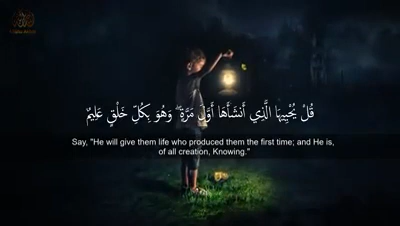 قُلْ يُحْيِيهَا الَّذِي أَنشَأَهَا أَوَّلَ مَرَّةٍ ۖ وَهُوَ بِكُلِّ خَلْقٍ عَلِيمٌ
Say, "He will give them life who produced them the first time; and He is,
of all creation, Knowing."